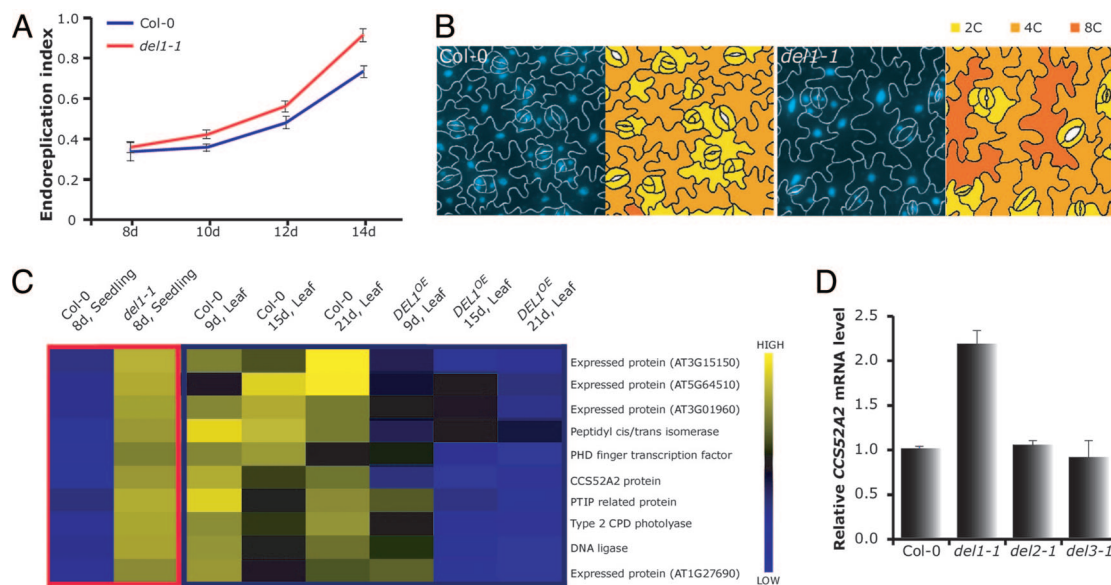 A
Endoreplication index
1.0
0.8
0.6
0.4
0.2
0
8d
10d
12d
14d
Col-0
del1-1
B
2C
4C
8C
Col-0
del1-1
C
Col-0
8d, Seedling
del1-1
8d, Seedling
Col-0
9d, Leaf
Col-0
15d, Leaf
Col-0
21d, Leaf
DEL1OE
9d, Leaf
DEL1OE
15d, Leaf
DEL1OE
21d, Leaf
Expressed protein (AT3G15150)
Expressed protein (AT5G64510)
Expressed protein (AT3G01960)
Peptidyl cis/trans isomerase
PHD finger transcription factor
CCS52A2 protein
PTIP related protein
Type 2 CPD photolyase
DNA ligase
Expressed protein (AT1G27690)
HIGH
LOW
D
Relative CCS52A2 mRNA level
2.5
2.0
1.5
1.0
0.5
0.0
Col-0
del1-1
del2-1
del3-1